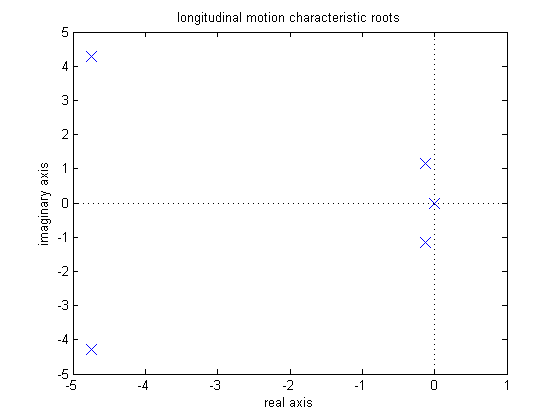 longitudinal motion characteristic roots
5
4
3
2
1
0
-1
-2
-3
-4
-5
imaginary axis
-5 -4 -3 -2 -1 0 1
real axis